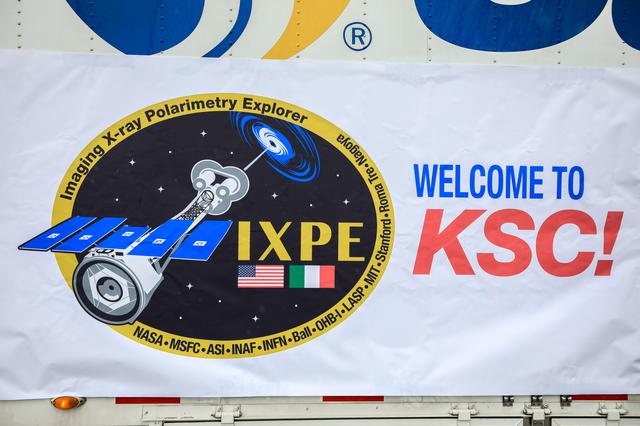 ®
Imaging X-ray Polarimetry Explorer
IXPE
NASA • MSFC • ASI • INAF • INFN • Ball • OHB-I • LASP • MIT • Stanford • Roma Tre • Nagoya
WELCOME TO
KSC!